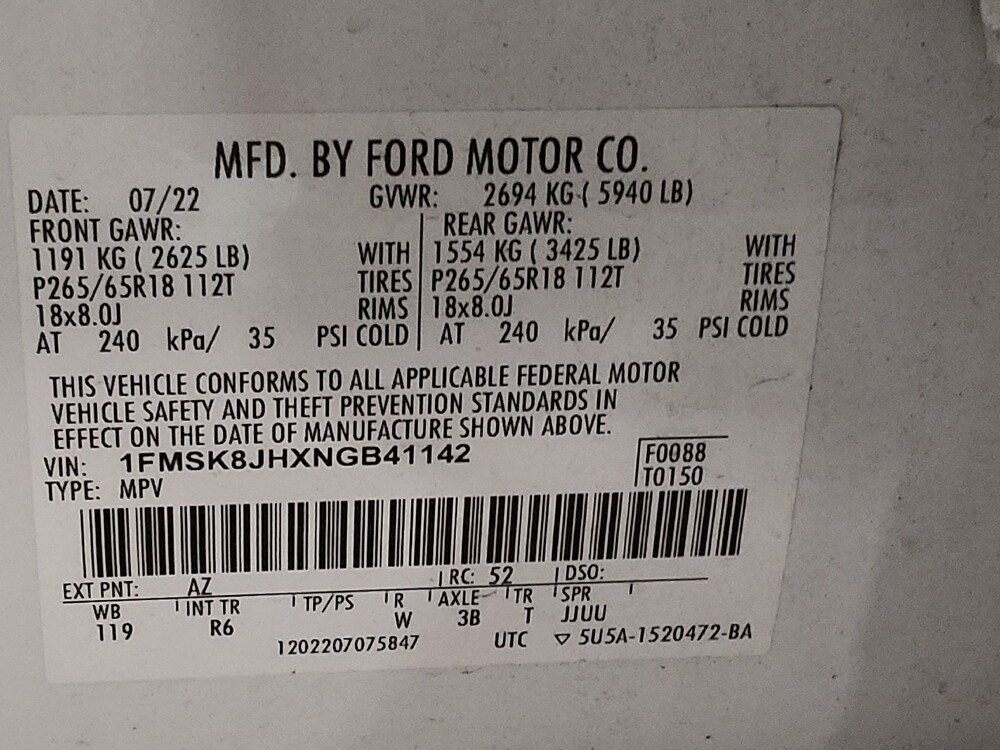 MFD. BY FORD MOTOR CO.
DATE: 07/22 GVWR: 2694 KG ( 5940 LB)
FRONT GAWR: REAR GAWR:
1191 KG ( 2625 LB) WITH 1554 KG ( 3425 LB) WITH
P265/65R18 112T TIRES P265/65R18 112T TIRES
18x8.0J RIMS 18x8.0J RIMS
AT 240 kPa/ 35 PSI COLD AT 240 kPa/ 35 PSI COLD
THIS VEHICLE CONFORMS TO ALL APPLICABLE FEDERAL MOTOR
VEHICLE SAFETY AND THEFT PREVENTION STANDARDS IN
EFFECT ON THE DATE OF MANUFACTURE SHOWN ABOVE.
VIN: 1FMSK8JHXNGB41142 F0088
TYPE: MPV T0150
EXT PNT: AZ RC: 52 DSO:
WB INT TR TP/PS R AXLE TR SPR
119 R6 W 3B T JJUU
1202207075847 UTC ▽ 5U5A-1520472-BA